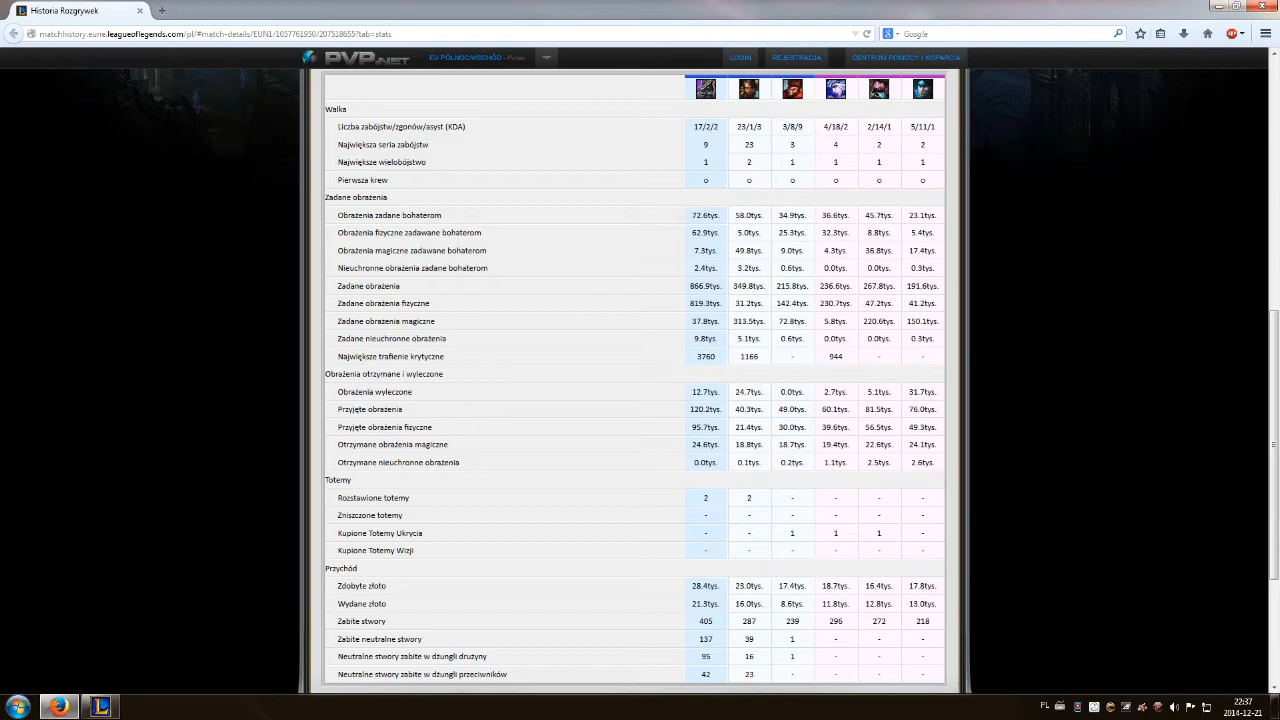 Historia Rozgrywek
matchhistory.eune.leagueoflegends.com/pl/#match-details/EUN1/1057761950/207518655?tab=stats
Google
PVP.NET
EU PÓŁNOC/WSCHÓD - Polski
LOGIN
REJESTRACJA
CENTRUM POMOCY I WSPARCIA
Walka
Liczba zabójstw/zgonów/asyst (KDA) 17/2/2 23/1/3 3/8/9 4/18/2 2/14/1 5/11/1
Największa seria zabójstw 9 23 3 4 2 2
Największe wielobójstwo 1 2 1 1 1 1
Pierwsza krew o o o o o o
Zadane obrażenia
Obrażenia zadane bohaterom 72.6tys. 58.0tys. 34.9tys. 36.6tys. 45.7tys. 23.1tys.
Obrażenia fizyczne zadawane bohaterom 62.9tys. 5.0tys. 25.3tys. 32.3tys. 8.8tys. 5.4tys.
Obrażenia magiczne zadawane bohaterom 7.3tys. 49.8tys. 9.0tys. 4.3tys. 36.8tys. 17.4tys.
Nieuchronne obrażenia zadane bohaterom 2.4tys. 3.2tys. 0.6tys. 0.0tys. 0.0tys. 0.3tys.
Zadane obrażenia 866.9tys. 349.8tys. 215.8tys. 236.6tys. 267.8tys. 191.6tys.
Zadane obrażenia fizyczne 819.3tys. 31.2tys. 142.4tys. 230.7tys. 47.2tys. 41.2tys.
Zadane obrażenia magiczne 37.8tys. 313.5tys. 72.8tys. 5.8tys. 220.6tys. 150.1tys.
Zadane nieuchronne obrażenia 9.8tys. 5.1tys. 0.6tys. 0.0tys. 0.0tys. 0.3tys.
Największe trafienie krytyczne 3760 1166 - 944 - -
Obrażenia otrzymane i wyleczone
Obrażenia wyleczone 12.7tys. 24.7tys. 0.0tys. 2.7tys. 5.1tys. 31.7tys.
Przyjęte obrażenia 120.2tys. 40.3tys. 49.0tys. 60.1tys. 81.5tys. 76.0tys.
Przyjęte obrażenia fizyczne 95.7tys. 21.4tys. 30.0tys. 39.6tys. 56.5tys. 49.3tys.
Otrzymane obrażenia magiczne 24.6tys. 18.8tys. 18.7tys. 19.4tys. 22.6tys. 24.1tys.
Otrzymane nieuchronne obrażenia 0.0tys. 0.1tys. 0.2tys. 1.1tys. 2.5tys. 2.6tys.
Totemy
Rozstawione totemy 2 2 - - - -
Zniszczone totemy - - - - - -
Kupione Totemy Ukrycia - - 1 1 1 -
Kupione Totemy Wizji - - - - - -
Przychód
Zdobyte złoto 28.4tys. 23.0tys. 17.4tys. 18.7tys. 16.4tys. 17.8tys.
Wydane złoto 21.3tys. 16.0tys. 8.6tys. 11.8tys. 12.8tys. 13.0tys.
Zabite stwory 405 287 239 296 272 218
Zabite neutralne stwory 137 39 1 - - -
Neutralne stwory zabite w dżungli drużyny 95 16 1 - - -
Neutralne stwory zabite w dżungli przeciwników 42 23 - - - -
PL
22:37
2014-12-21